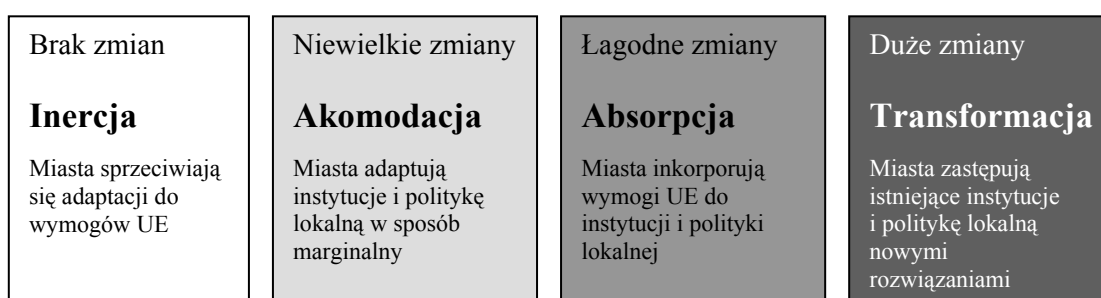 Brak zmian
Inercja
Miasta sprzeciwiają
się adaptacji do
wymogów UE
Niewielkie zmiany
Akomodacja
Miasta adaptują
instytucje i politykę
lokalną w sposób
marginalny
Łagodne zmiany
Absorpcja
Miasta inkorporują
wymogi UE do
instytucji i polityki
lokalnej
Duże zmiany
Transformacja
Miasta zastępują
istniejące instytucje
i politykę lokalną
nowymi
rozwiązaniami